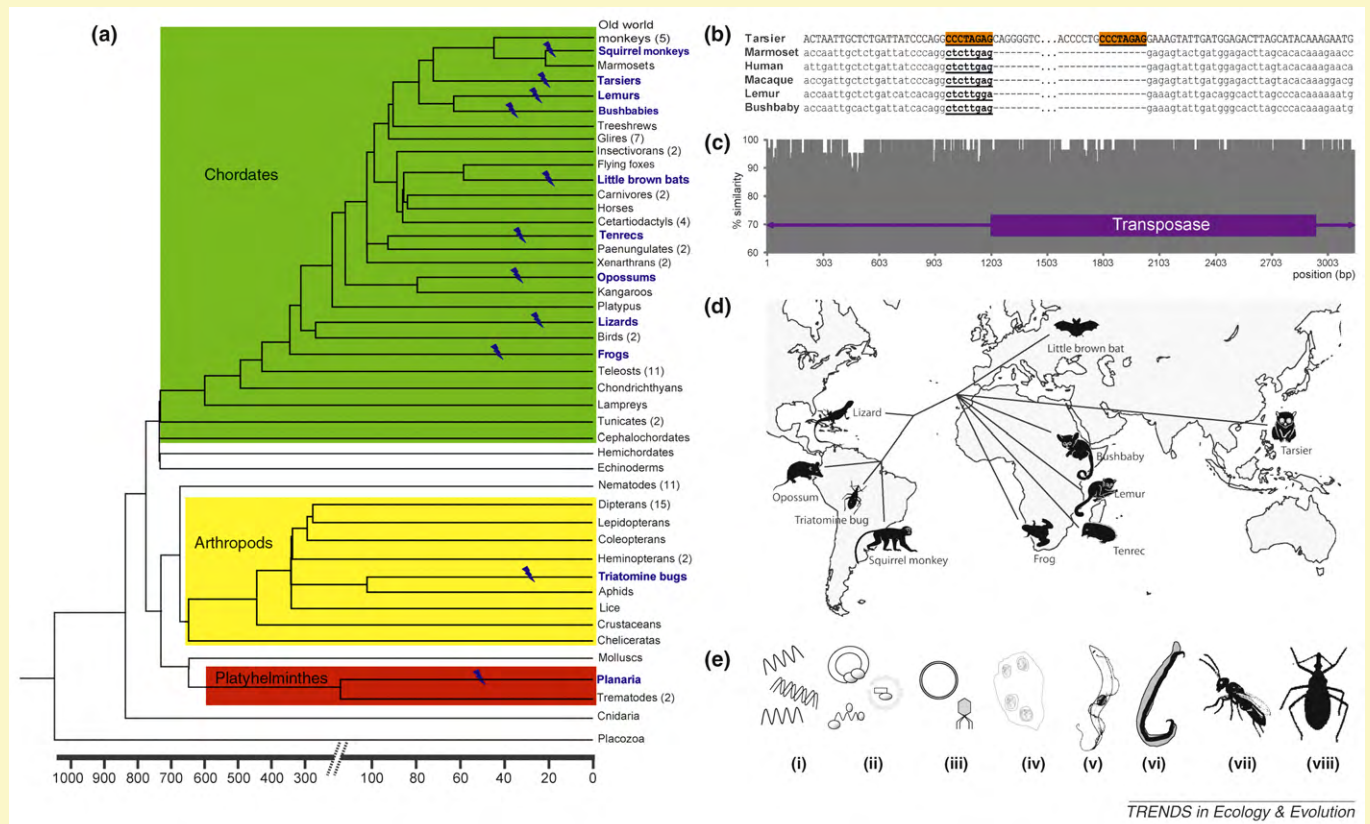 (a)
Old world
monkeys (5)
Squirrel monkeys
Marmosets
Tarsiers
Lemurs
Bushbabies
Treeshrews
Glires (7)
Insectivorans (2)
Flying foxes
Little brown bats
Carnivores (2)
Horses
Cetartiodactyls (4)
Tenrecs
Paenungulates (2)
Xenarthrans (2)
Opossums
Kangaroos
Platypus
Lizards
Birds (2)
Frogs
Teleosts (11)
Chondrichthyans
Lampreys
Tunicates (2)
Cephalochordates
Hemichordates
Echinoderms
Nematodes (11)
Dipterans (15)
Lepidopterans
Coleopterans
Heminopterans (2)
Triatomine bugs
Aphids
Lice
Crustaceans
Cheliceratas
Molluscs
Planaria
Trematodes (2)
Cnidaria
Placozoa
Chordates
Arthropods
Platyhelminthes
1000 900 800 700 600 500 400 300 100 80 60 40 20 0
(b)
Tarsier ACTAATTGCTCTGATTATCCCAGGCCCTAGAGCAGGGGTC...ACCCCTGCCCTAGAGGAAAGTATTGATGGAGACTTAGCATACAAAGAATG
Marmoset accaattgctctgattatcccaggctcttgag---------...---------------gagagtactgatggagacttagcacacaaagaacc
Human attgattgctctgattatcccaggctcttgag---------...---------------gagagtattgatggagacttagtacacaaagaacc
Macaque accgattgctctgattatcccaggctcttgag---------...---------------gagagtattgatggagacttagtacacaaaggacg
Lemur accaattgctctgattatcccaggctcttgga---------...---------------gaaagtattgacaggcacttagcccacaaagaatg
Bushbaby accaattgcactgattatcacaggctcttgag---------...---------------gaaagtattgatgggcacttagcccacaaaaaatg
(c)
% similarity
100
90
80
70
60
Transposase
1 303 603 903 1203 1503 1803 2103 2403 2703 3003
position (bp)
(d)
Little brown bat
Lizard
Tarsier
Bushbaby
Opossum
Lemur
Triatomine bug
Squirrel monkey
Frog
Tenrec
(e)
(i) (ii) (iii) (iv) (v) (vi) (vii) (viii)
TRENDS in Ecology & Evolution